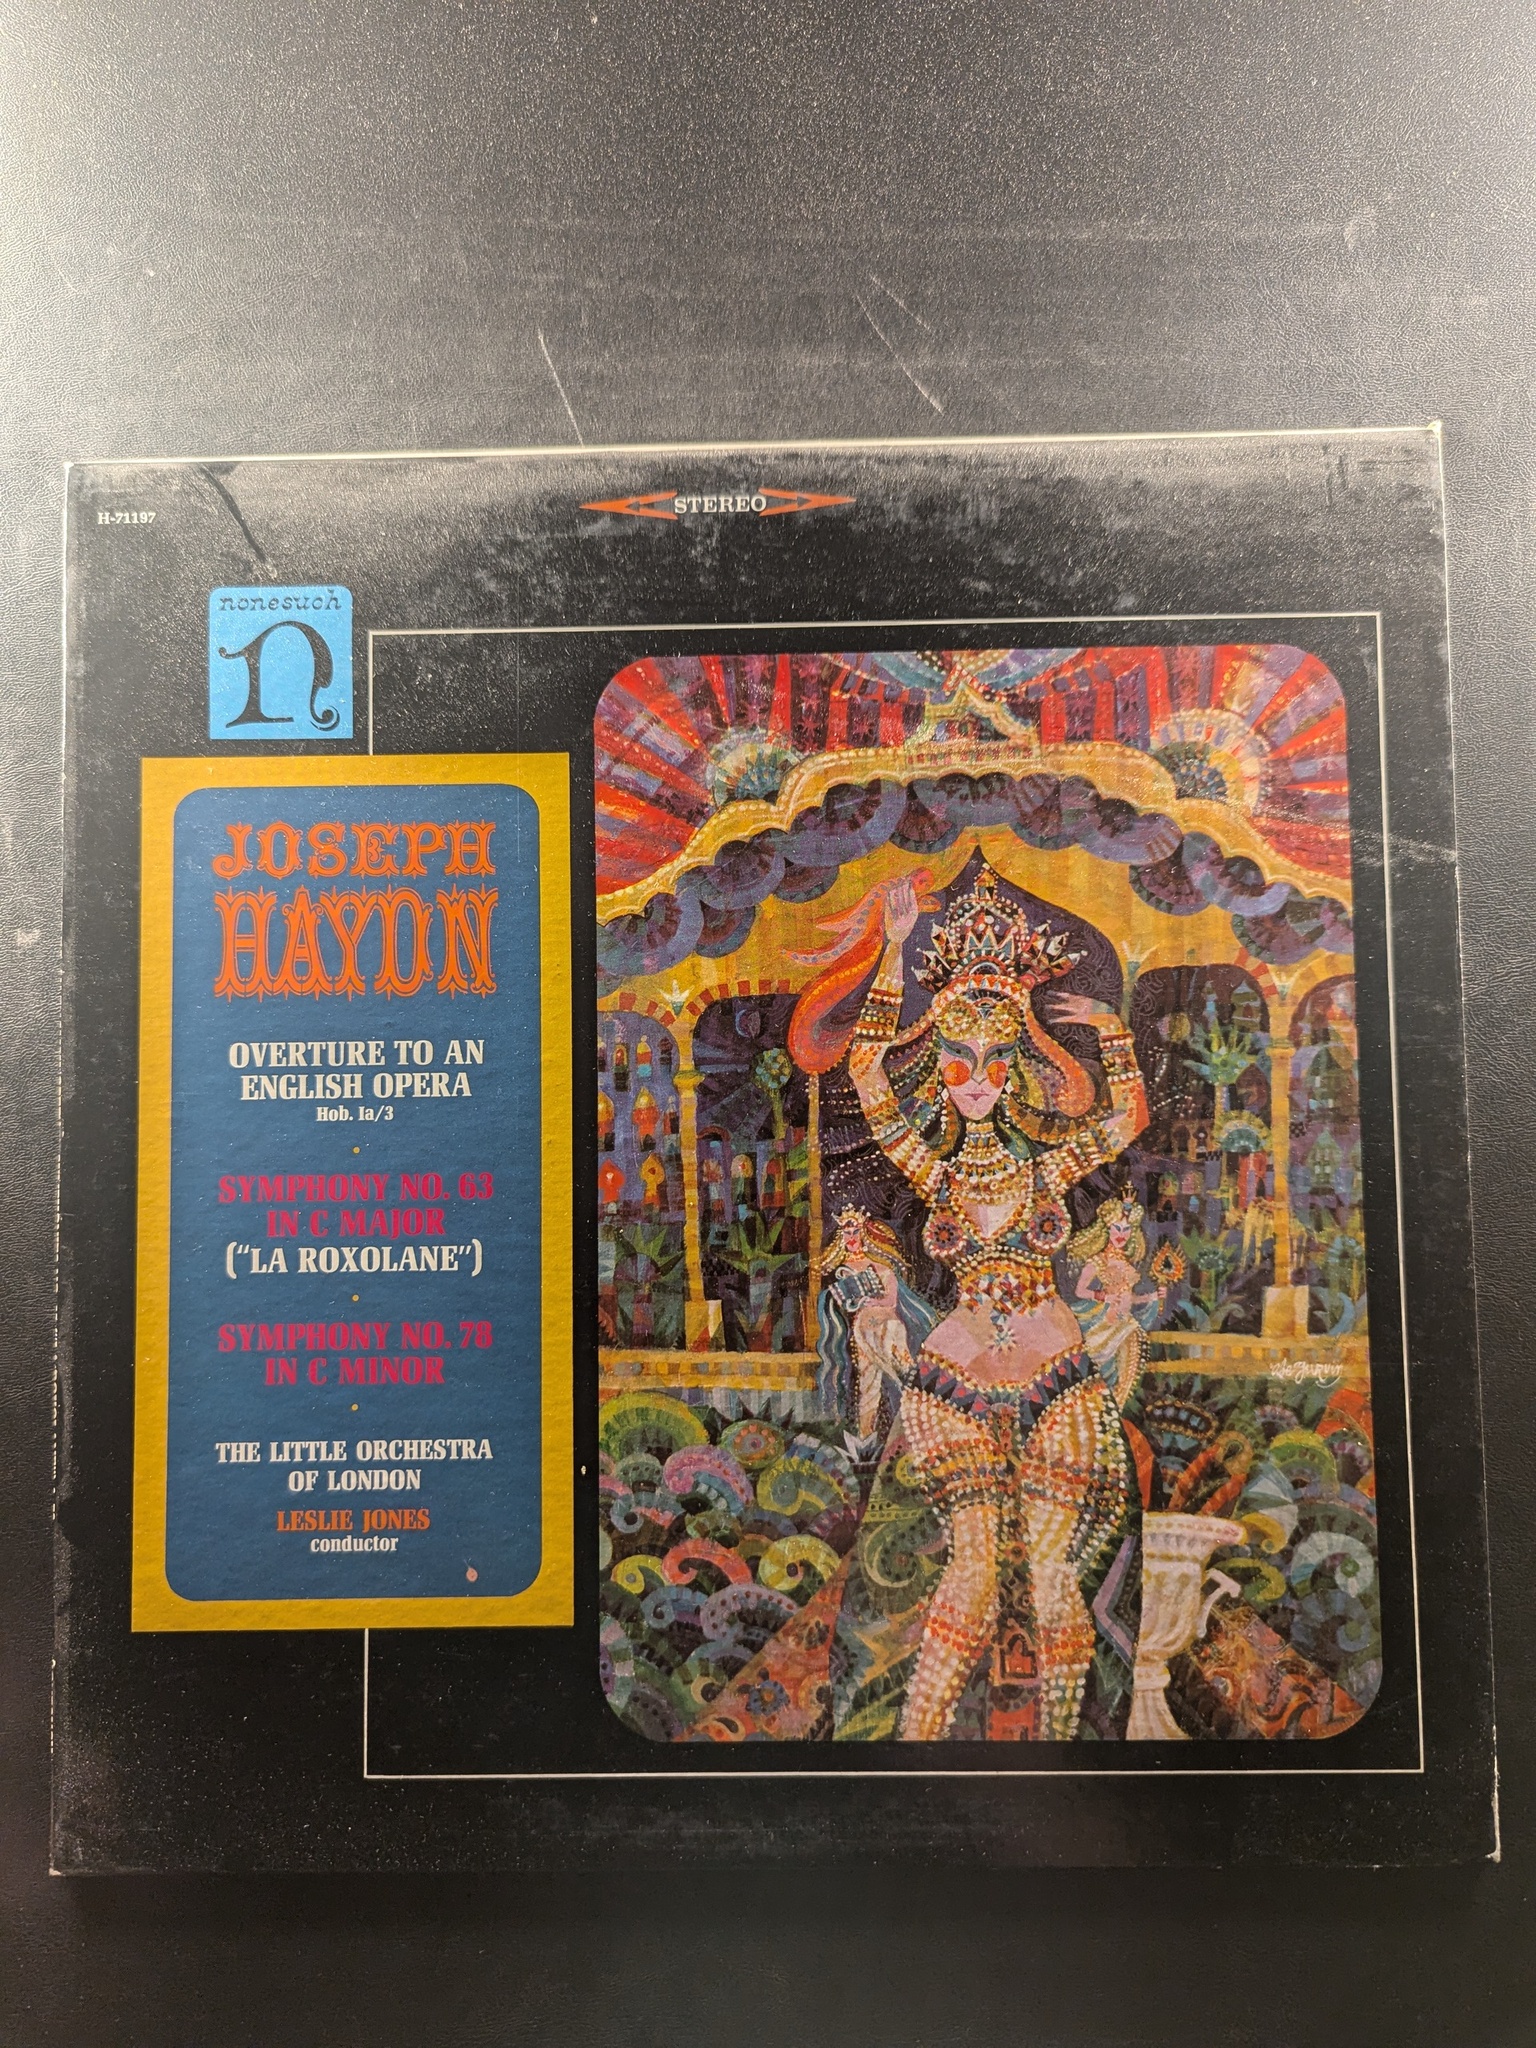 H-71197
STEREO
nonesuch
n
JOSEPH
HAYDN
OVERTURE TO AN
ENGLISH OPERA
Hob. Ia/3
SYMPHONY NO. 63
IN C MAJOR
("LA ROXOLANE")
SYMPHONY NO. 78
IN C MINOR
THE LITTLE ORCHESTRA
OF LONDON
LESLIE JONES
conductor